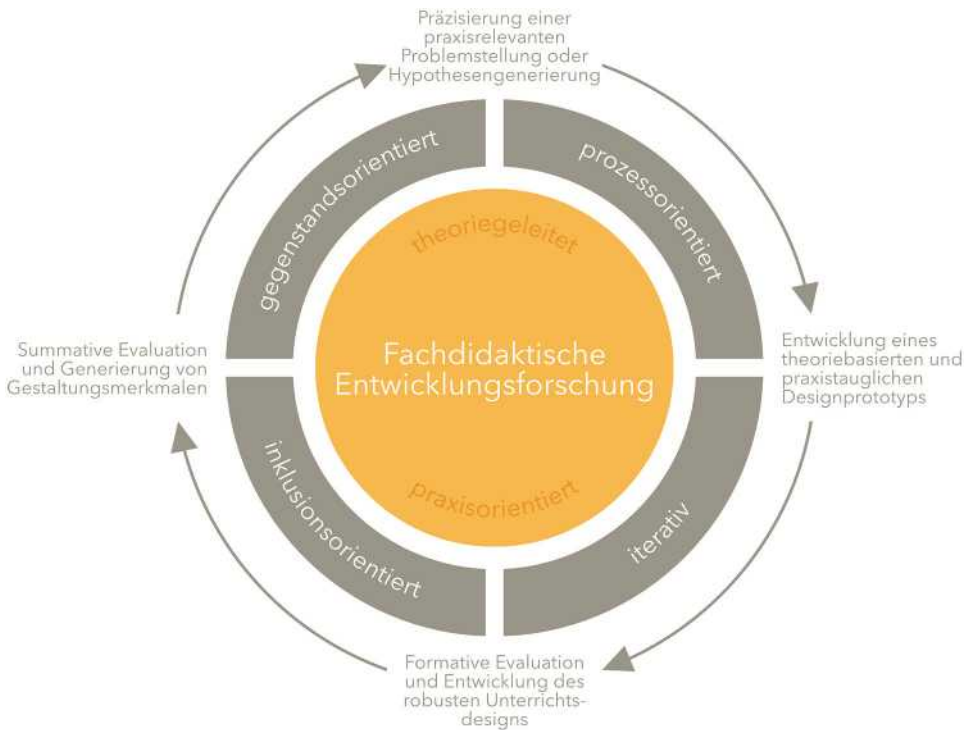 Präzisierung einer
praxisrelevanten
Problemstellung oder
Hypothesengenerierung
gegenstandsorientiert
prozessorientiert
theoriegeleitet
Summative Evaluation
und Generierung von
Gestaltungsmerkmalen
Fachdidaktische
Entwicklungsforschung
Entwicklung eines
theoriebasierten und
praxistauglichen
Designprototyps
praxisorientiert
inklusionsorientiert
iterativ
Formative Evaluation
und Entwicklung des
robusten Unterrichts-
designs